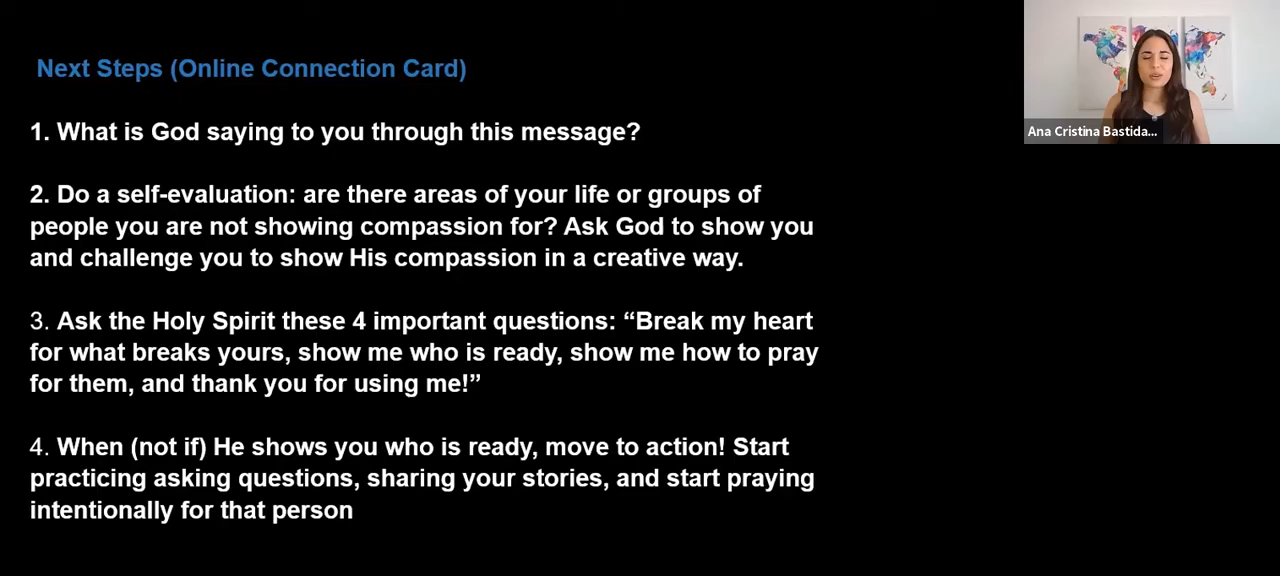 Next Steps (Online Connection Card)
1. What is God saying to you through this message?
2. Do a self-evaluation: are there areas of your life or groups of
people you are not showing compassion for? Ask God to show you
and challenge you to show His compassion in a creative way.
3. Ask the Holy Spirit these 4 important questions: “Break my heart
for what breaks yours, show me who is ready, show me how to pray
for them, and thank you for using me!”
4. When (not if) He shows you who is ready, move to action! Start
practicing asking questions, sharing your stories, and start praying
intentionally for that person
Ana Cristina Bastida...